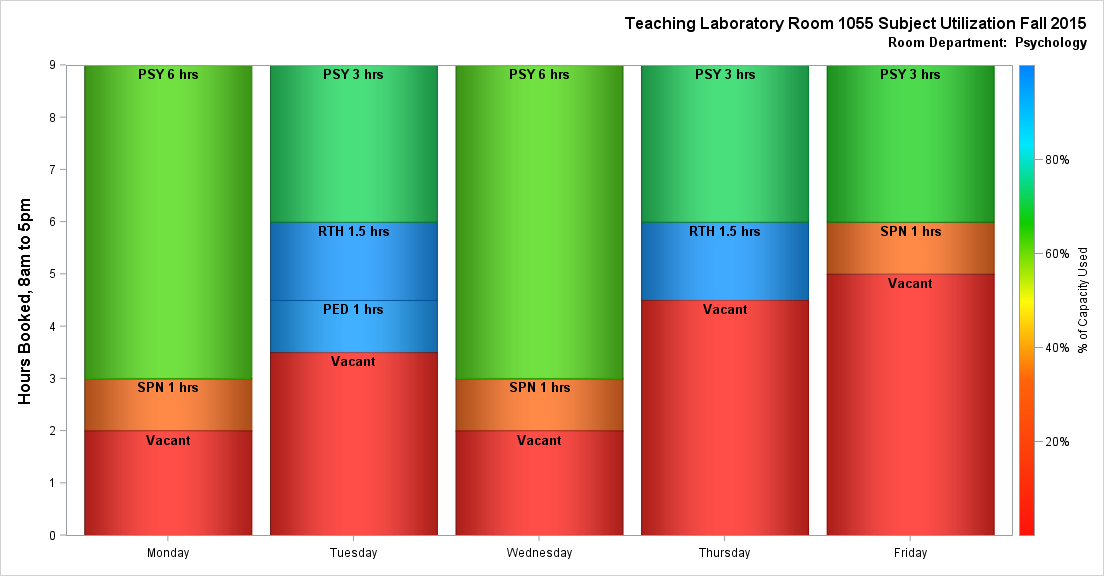 Teaching Laboratory Room 1055 Subject Utilization Fall 2015
Room Department: Psychology
Hours Booked, 8am to 5pm
9
8
7
6
5
4
3
2
1
0
PSY 6 hrs
SPN 1 hrs
Vacant
PSY 3 hrs
RTH 1.5 hrs
PED 1 hrs
Vacant
PSY 6 hrs
SPN 1 hrs
Vacant
PSY 3 hrs
RTH 1.5 hrs
Vacant
PSY 3 hrs
SPN 1 hrs
Vacant
Monday
Tuesday
Wednesday
Thursday
Friday
80%
60%
40%
20%
% of Capacity Used